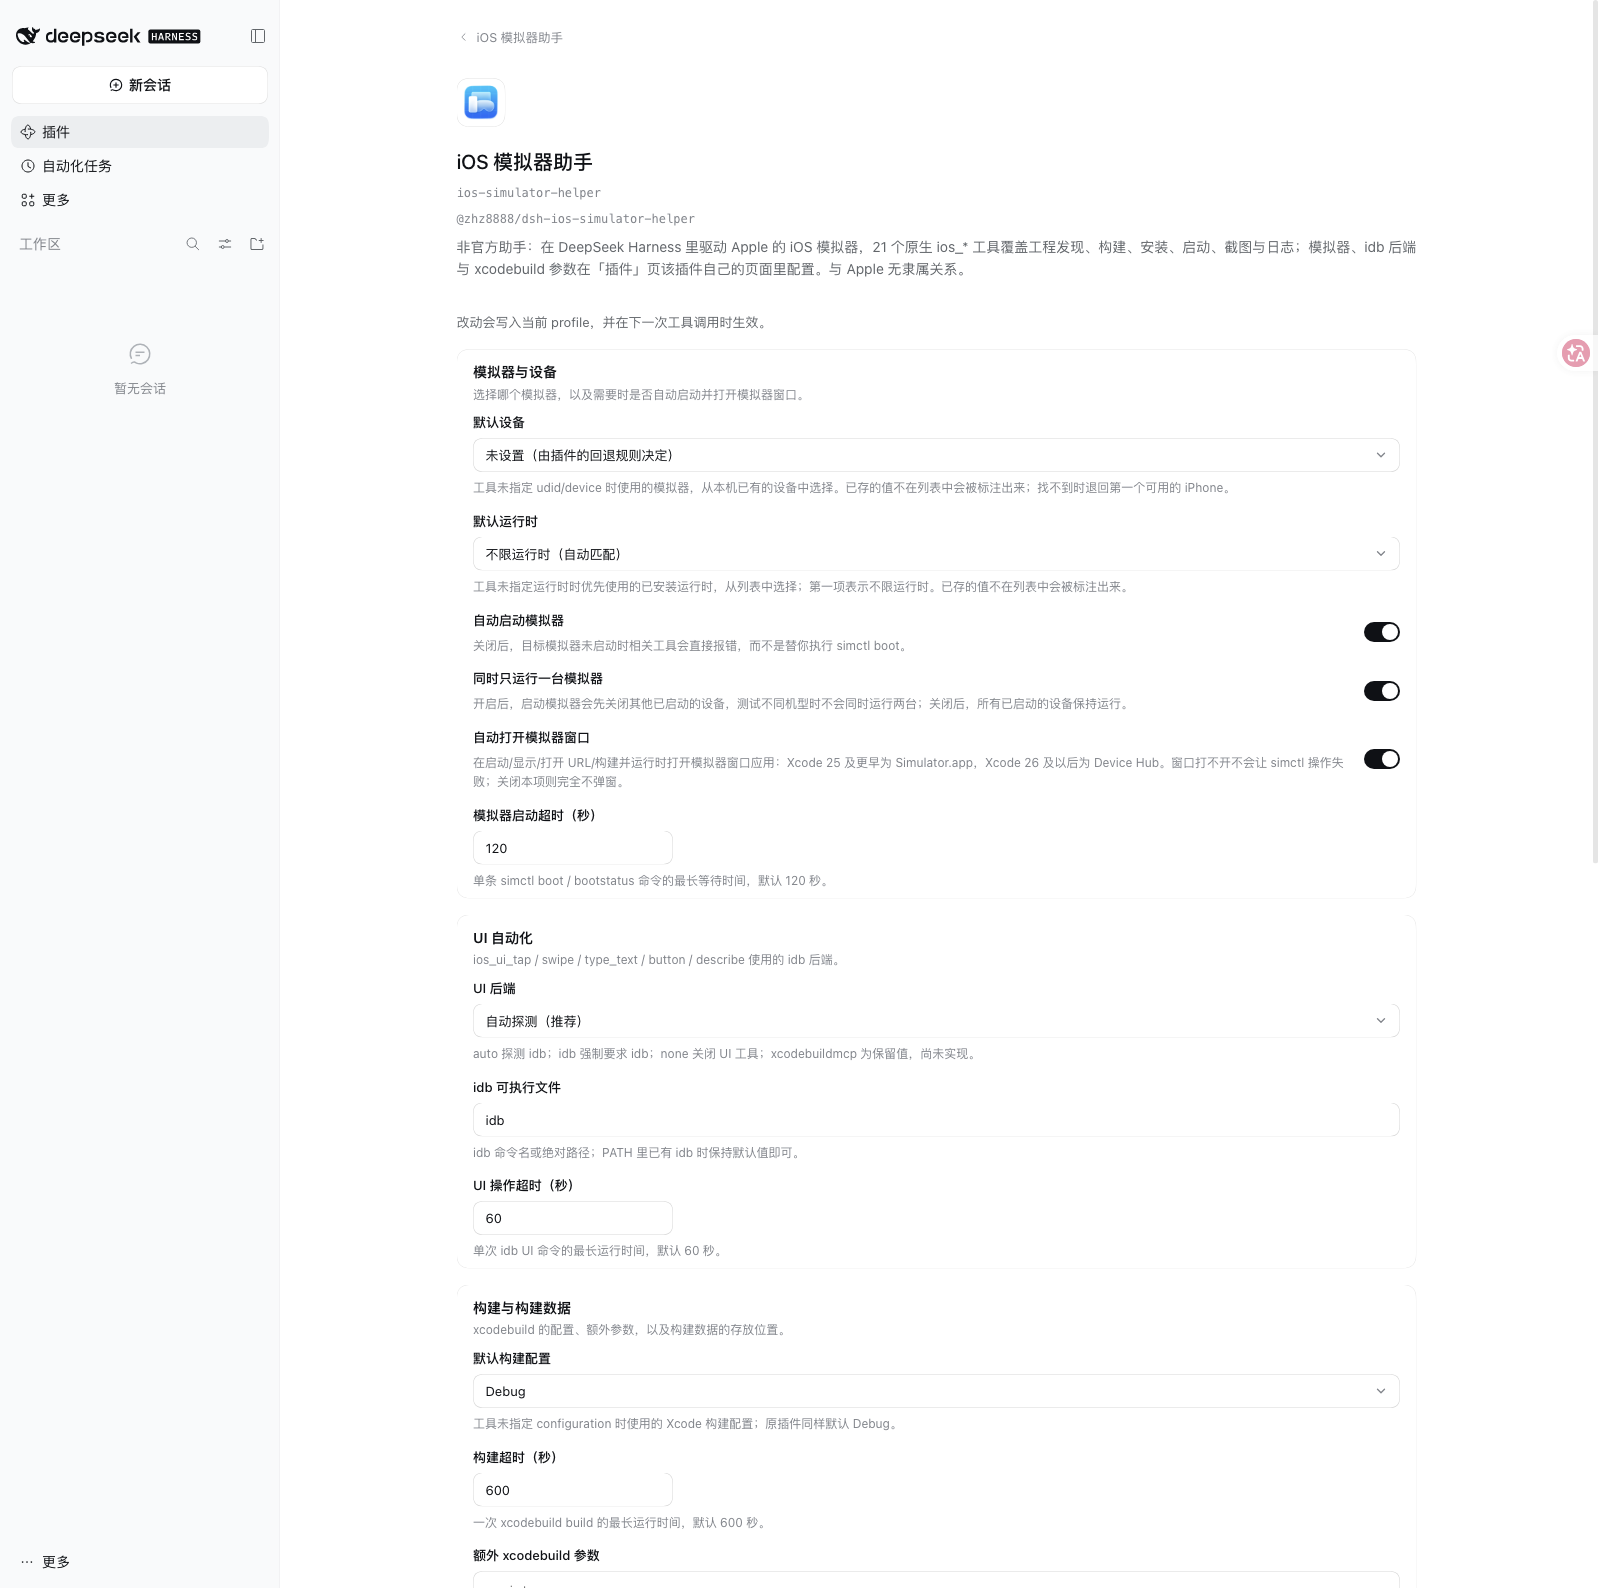 deepseek HARNESS
新会话
插件
自动化任务
更多
工作区
暂无会话
更多
iOS 模拟器助手
iOS 模拟器助手
ios-simulator-helper
@zhz8888/dsh-ios-simulator-helper
非官方助手：在 DeepSeek Harness 里驱动 Apple 的 iOS 模拟器，21 个原生 ios_* 工具覆盖工程发现、构建、安装、启动、截图与日志；模拟器、idb 后端
与 xcodebuild 参数在「插件」页该插件自己的页面里配置。与 Apple 无隶属关系。
改动会写入当前 profile，并在下一次工具调用时生效。
模拟器与设备
选择哪个模拟器，以及需要时是否自动启动并打开模拟器窗口。
默认设备
未设置（由插件的回退规则决定）
工具未指定 udid/device 时使用的模拟器，从本机已有的设备中选择。已存的值不在列表中会被标注出来；找不到时退回第一个可用的 iPhone。
默认运行时
不限运行时（自动匹配）
工具未指定运行时时优先使用的已安装运行时，从列表中选择；第一项表示不限运行时。已存的值不在列表中会被标注出来。
自动启动模拟器
关闭后，目标模拟器未启动时相关工具会直接报错，而不是替你执行 simctl boot。
同时只运行一台模拟器
开启后，启动模拟器会先关闭其他已启动的设备，测试不同机型时不会同时运行两台；关闭后，所有已启动的设备保持运行。
自动打开模拟器窗口
在启动/显示/打开 URL/构建并运行时打开模拟器窗口应用：Xcode 25 及更早为 Simulator.app，Xcode 26 及以后为 Device Hub。窗口打不开不会让 simctl 操作失
败；关闭本项则完全不弹窗。
模拟器启动超时（秒）
120
单条 simctl boot / bootstatus 命令的最长等待时间，默认 120 秒。
UI 自动化
ios_ui_tap / swipe / type_text / button / describe 使用的 idb 后端。
UI 后端
自动探测（推荐）
auto 探测 idb；idb 强制要求 idb；none 关闭 UI 工具；xcodebuildmcp 为保留值，尚未实现。
idb 可执行文件
idb
idb 命令名或绝对路径；PATH 里已有 idb 时保持默认值即可。
UI 操作超时（秒）
60
单次 idb UI 命令的最长运行时间，默认 60 秒。
构建与构建数据
xcodebuild 的配置、额外参数，以及构建数据的存放位置。
默认构建配置
Debug
工具未指定 configuration 时使用的 Xcode 构建配置；原插件同样默认 Debug。
构建超时（秒）
600
一次 xcodebuild build 的最长运行时间，默认 600 秒。
额外 xcodebuild 参数